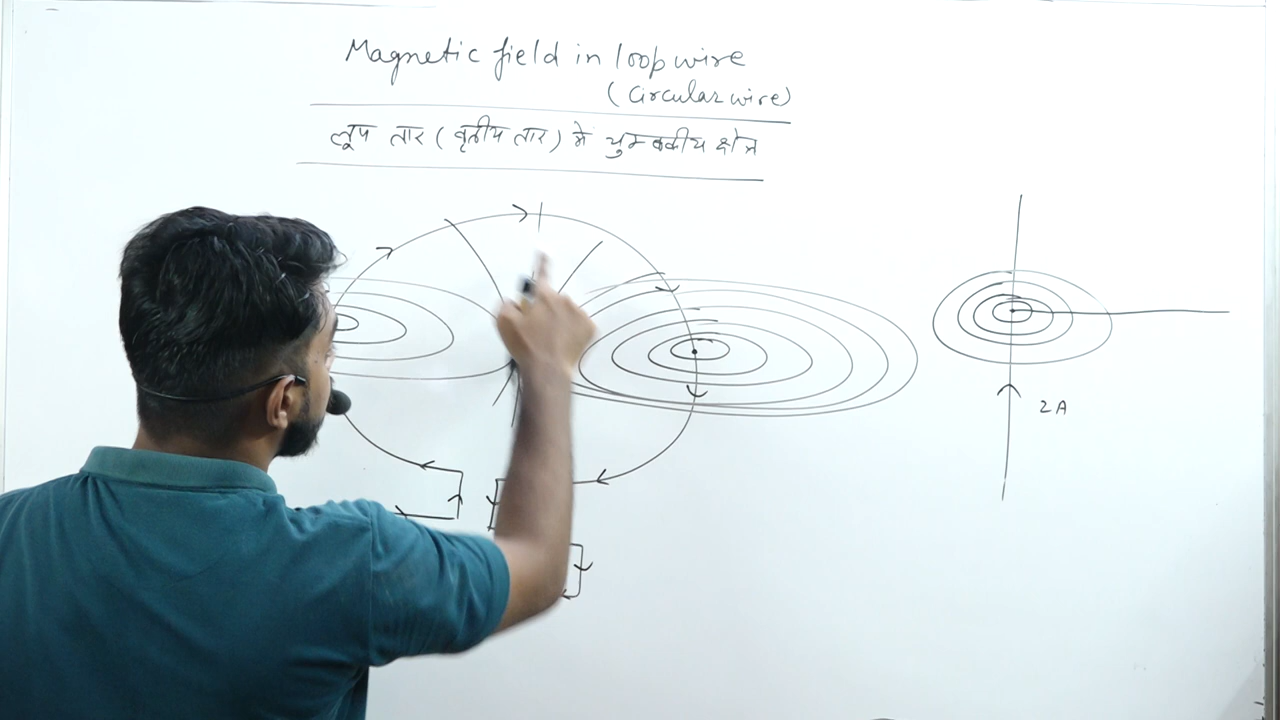 Magnetic field in loop wire
(Circular wire)
लूप तार (वृतीय तार) मे चुम्बकीय क्षेत्र
2A